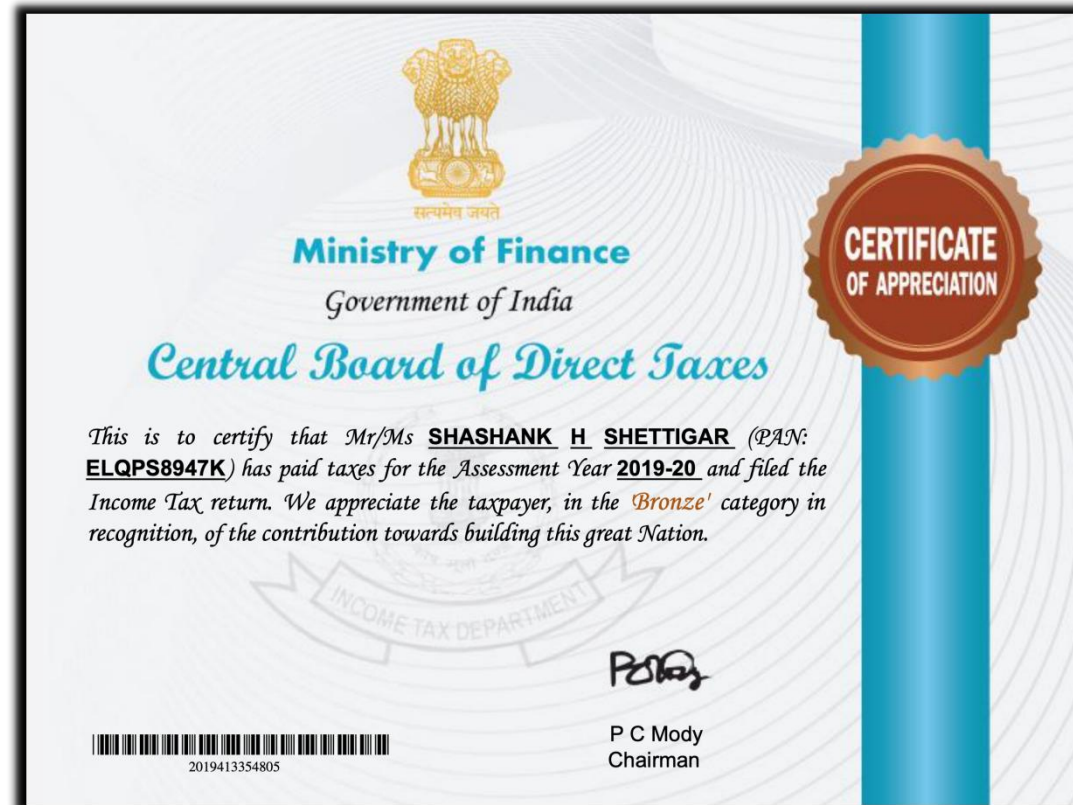 सत्यमेव जयते
Ministry of Finance
Government of India
Central Board of Direct Taxes
CERTIFICATE
OF APPRECIATION
This is to certify that Mr/Ms SHASHANK H SHETTIGAR (PAN:
ELQPS8947K) has paid taxes for the Assessment Year 2019-20 and filed the
Income Tax return. We appreciate the taxpayer, in the 'Bronze' category in
recognition, of the contribution towards building this great Nation.
INCOME TAX DEPARTMENT
P C Mody
Chairman
2019413354805